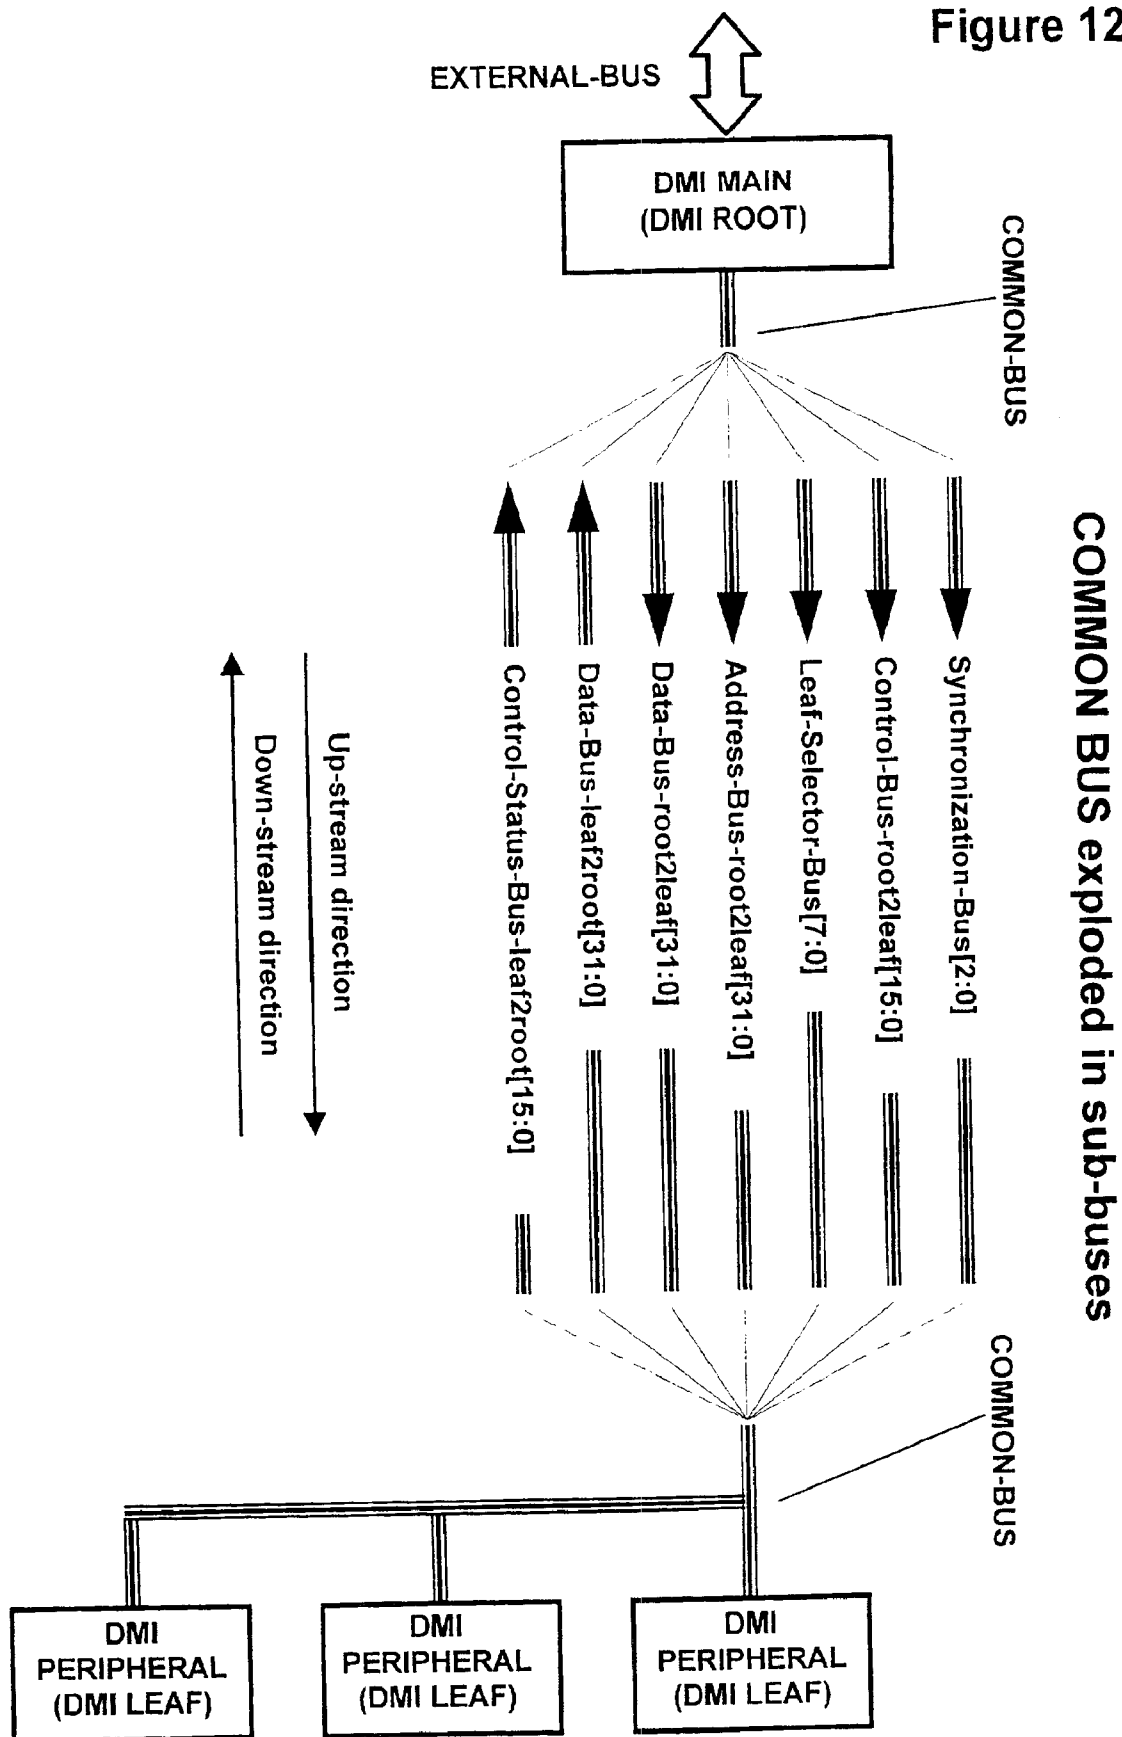 Figure 12
EXTERNAL-BUS
DMI MAIN
(DMI ROOT)
COMMON-BUS
COMMON BUS exploded in sub-buses
Synchronization-Bus[2:0]
Control-Bus-root2leaf[15:0]
Leaf-Selector-Bus[7:0]
Address-Bus-root2leaf[31:0]
Data-Bus-root2leaf[31:0]
Data-Bus-leaf2root[31:0]
Control-Status-Bus-leaf2root[15:0]
Up-stream direction
Down-stream direction
COMMON-BUS
DMI
PERIPHERAL
(DMI LEAF)
DMI
PERIPHERAL
(DMI LEAF)
DMI
PERIPHERAL
(DMI LEAF)